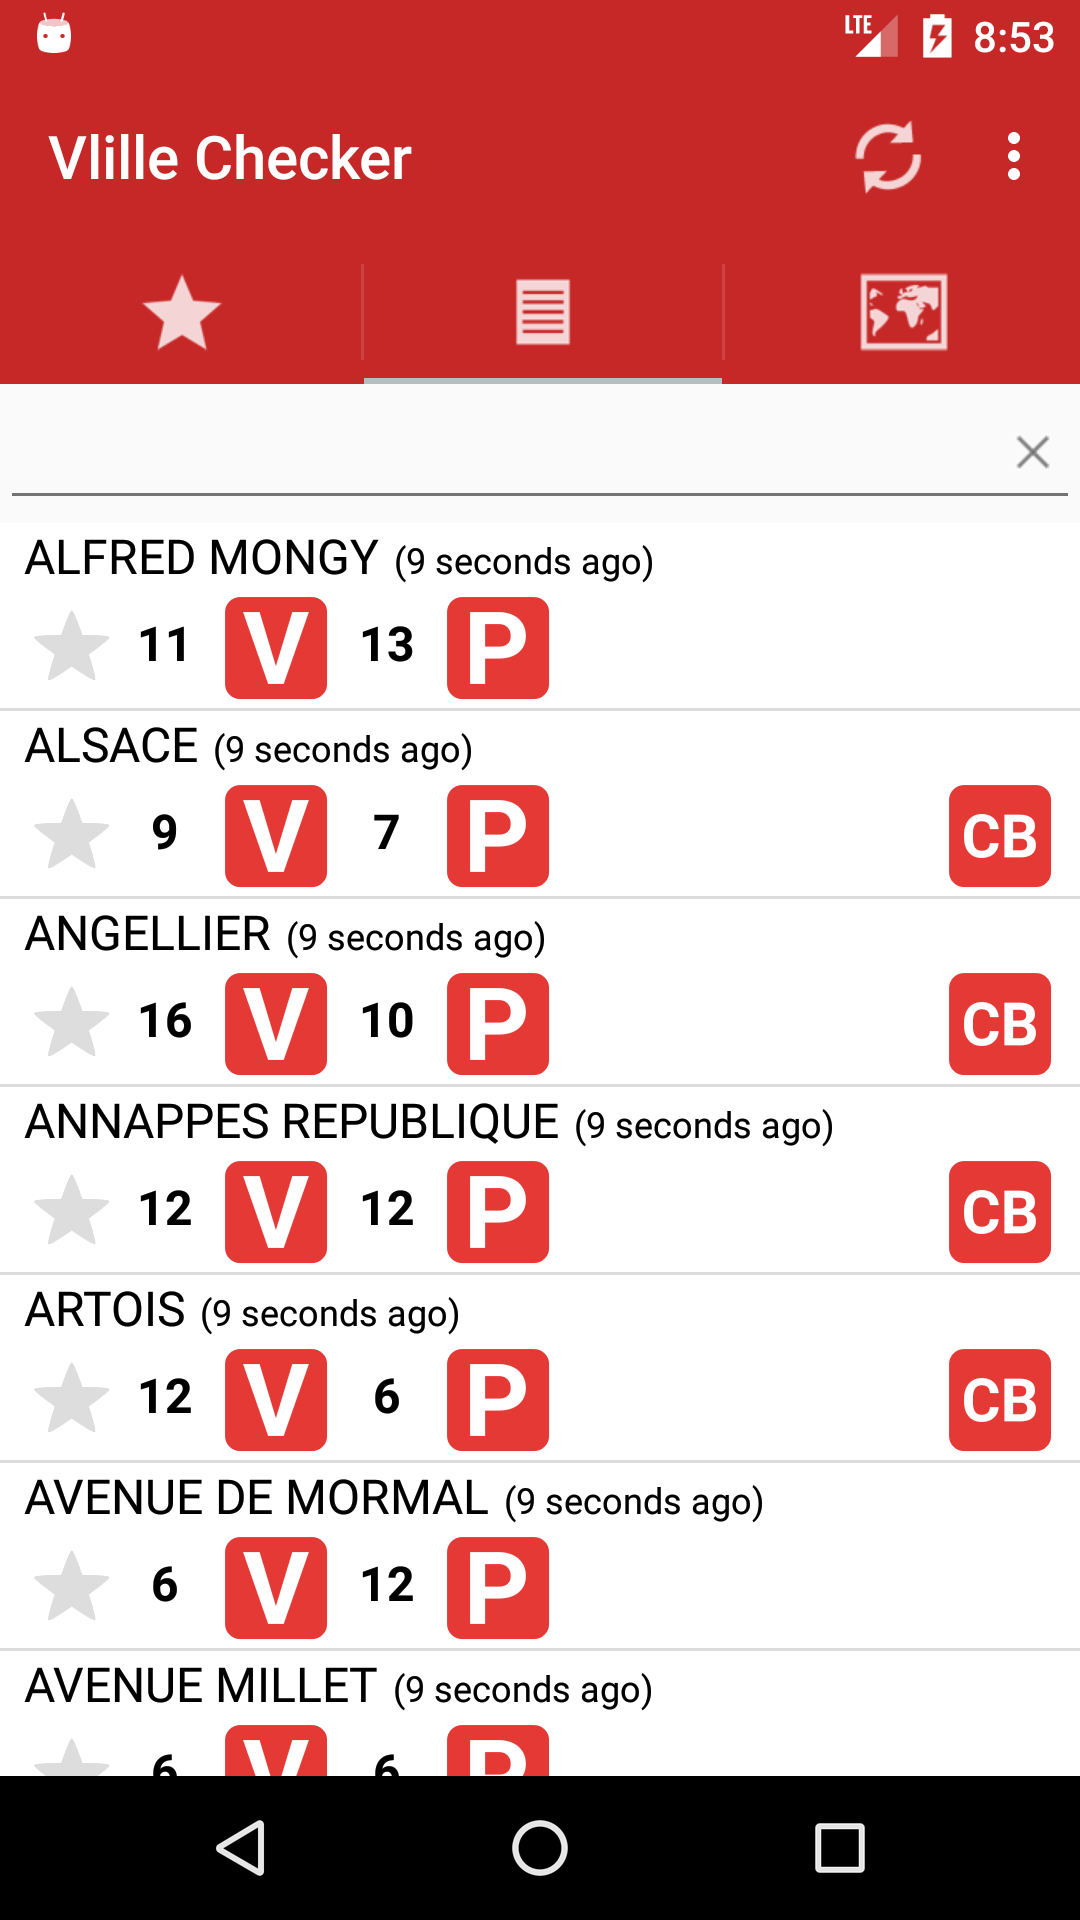 LTE 8:53
Vlille Checker
ALFRED MONGY (9 seconds ago)
11 V 13 P
ALSACE (9 seconds ago)
9 V 7 P CB
ANGELLIER (9 seconds ago)
16 V 10 P CB
ANNAPPES REPUBLIQUE (9 seconds ago)
12 V 12 P CB
ARTOIS (9 seconds ago)
12 V 6 P CB
AVENUE DE MORMAL (9 seconds ago)
6 V 12 P
AVENUE MILLET (9 seconds ago)
6 V 6 P